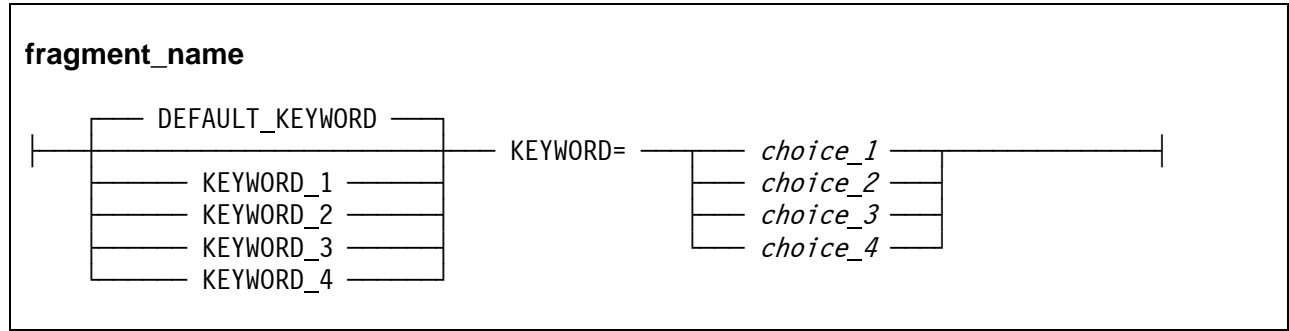 fragment_name
DEFAULT_KEYWORD
KEYWORD= choice_1
KEYWORD_1 choice_2
KEYWORD_2 choice_3
KEYWORD_3 choice_4
KEYWORD_4